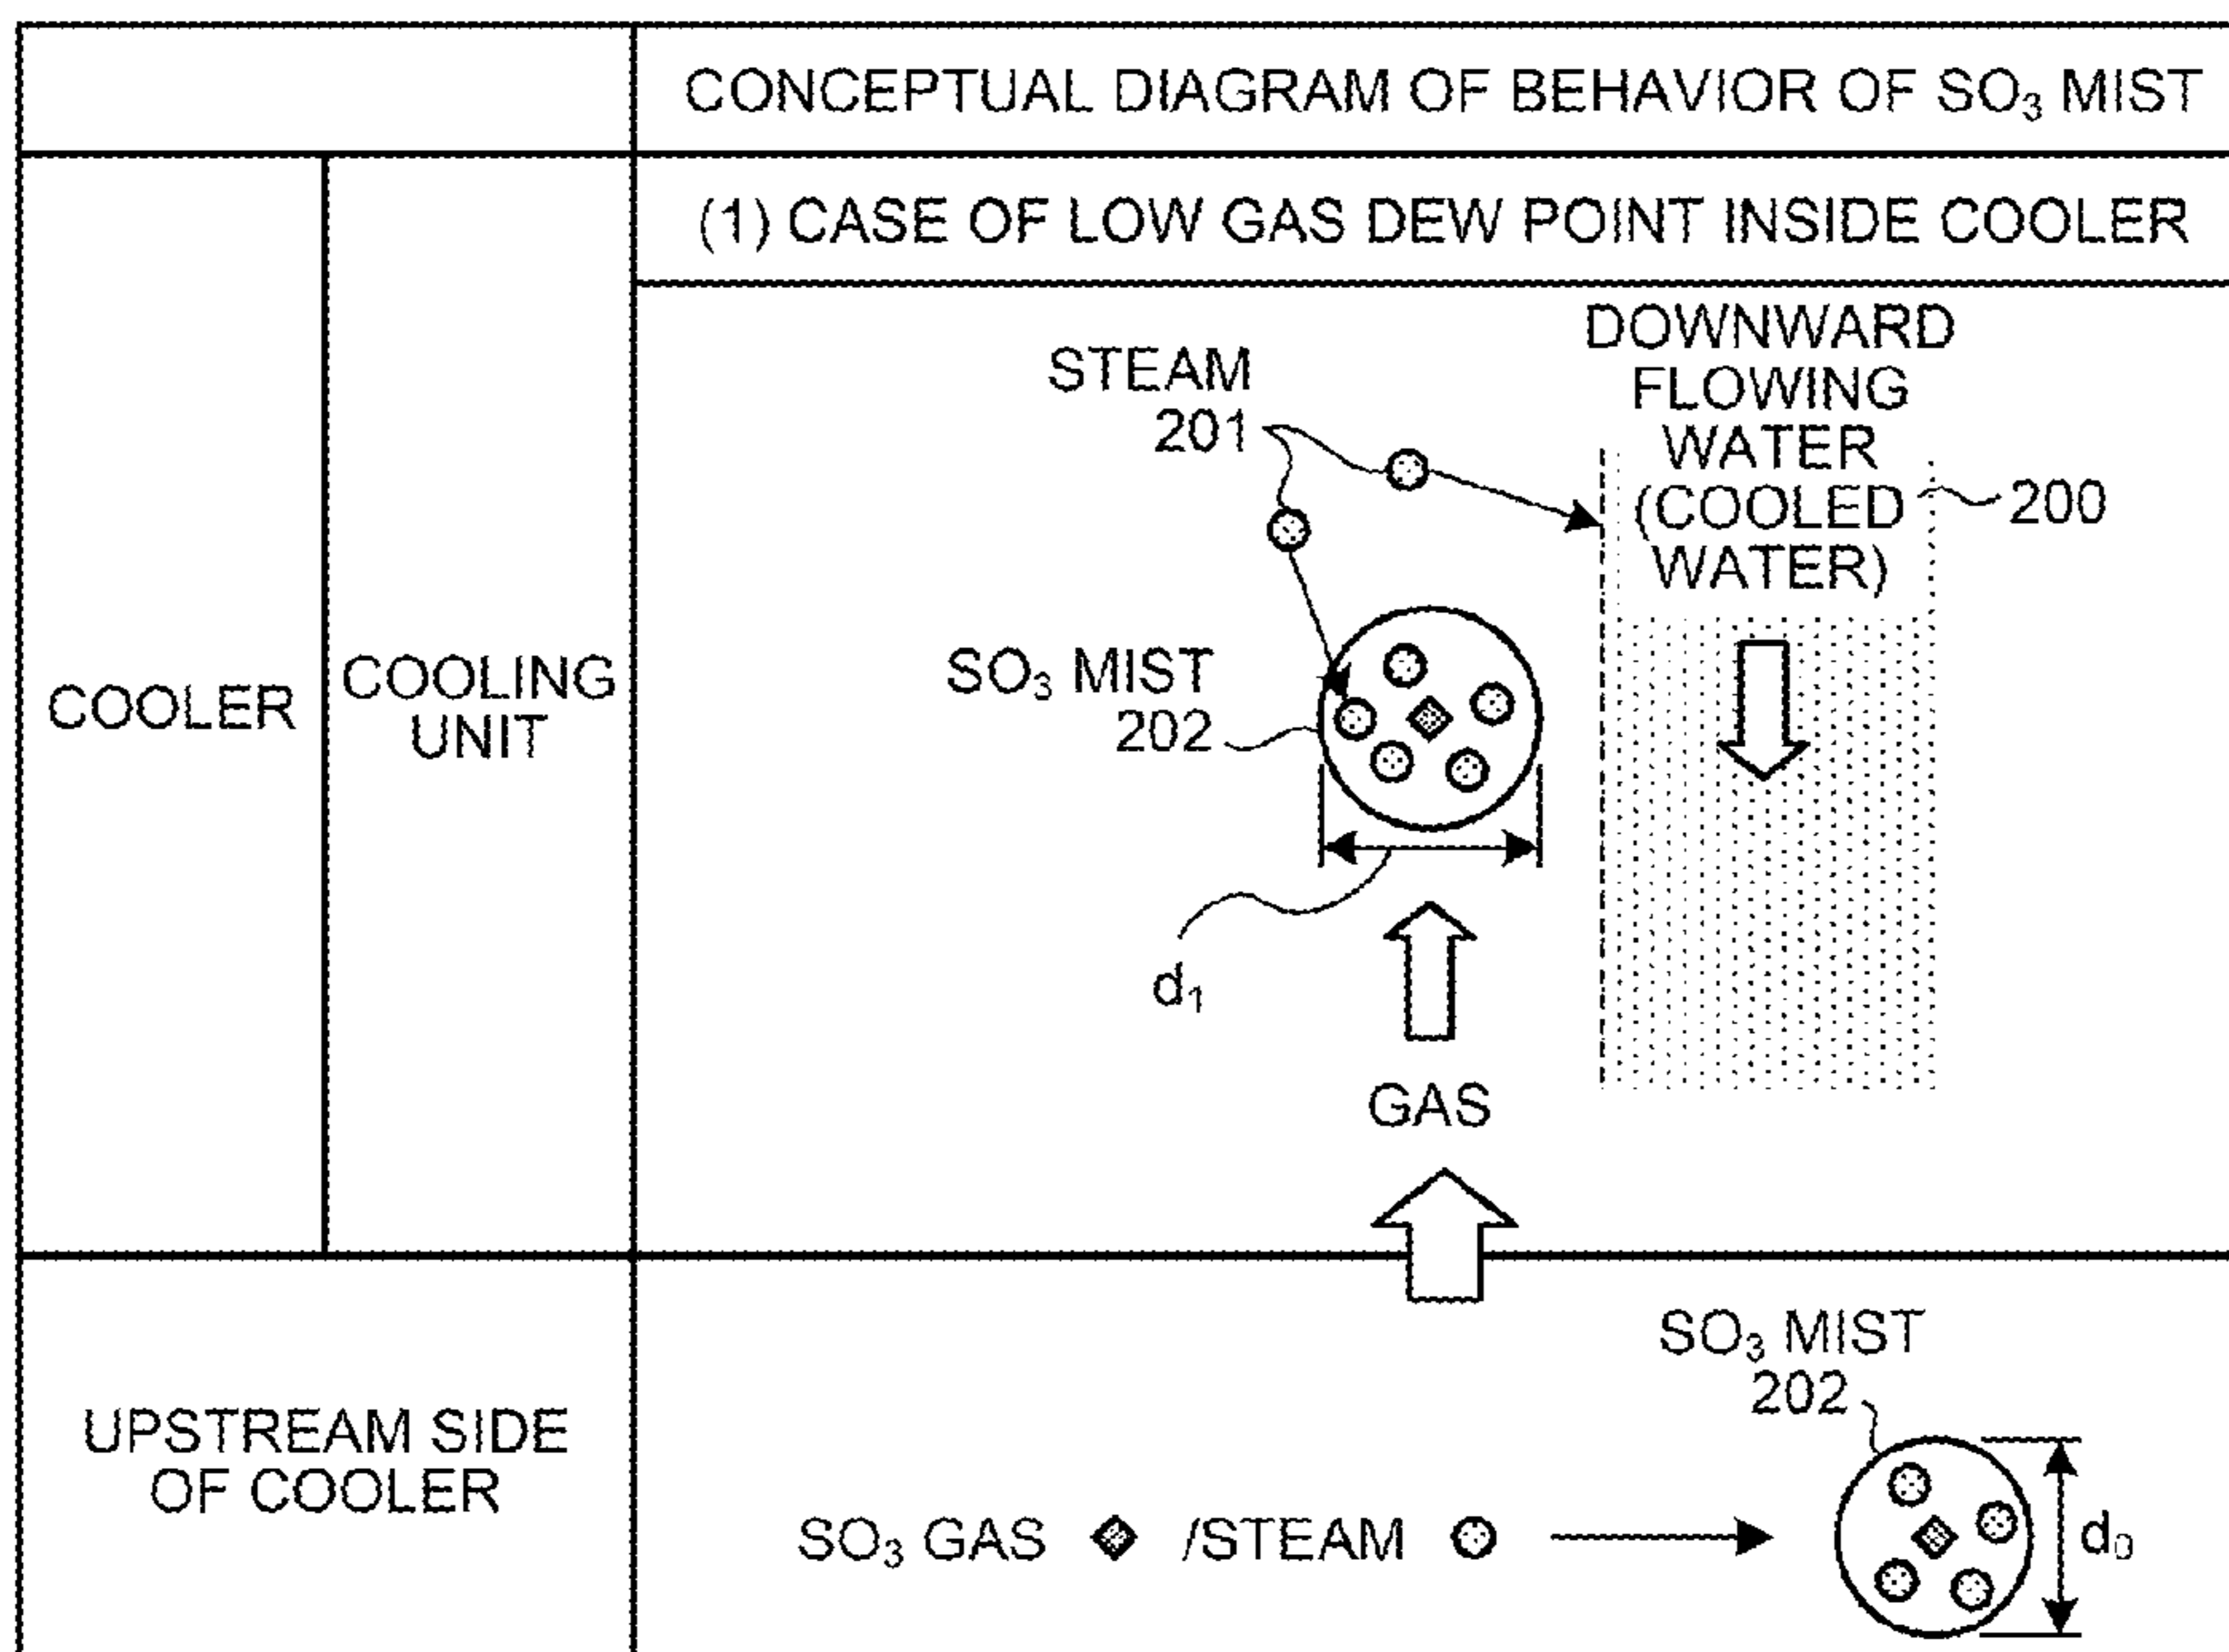 CONCEPTUAL DIAGRAM OF BEHAVIOR OF SO₃ MIST
(1) CASE OF LOW GAS DEW POINT INSIDE COOLER
COOLER
COOLING
UNIT
STEAM
201
DOWNWARD
FLOWING
WATER
(COOLED
WATER)
200
SO₃ MIST
202
d₁
GAS
UPSTREAM SIDE
OF COOLER
SO₃ GAS /STEAM
SO₃ MIST
202
d₀